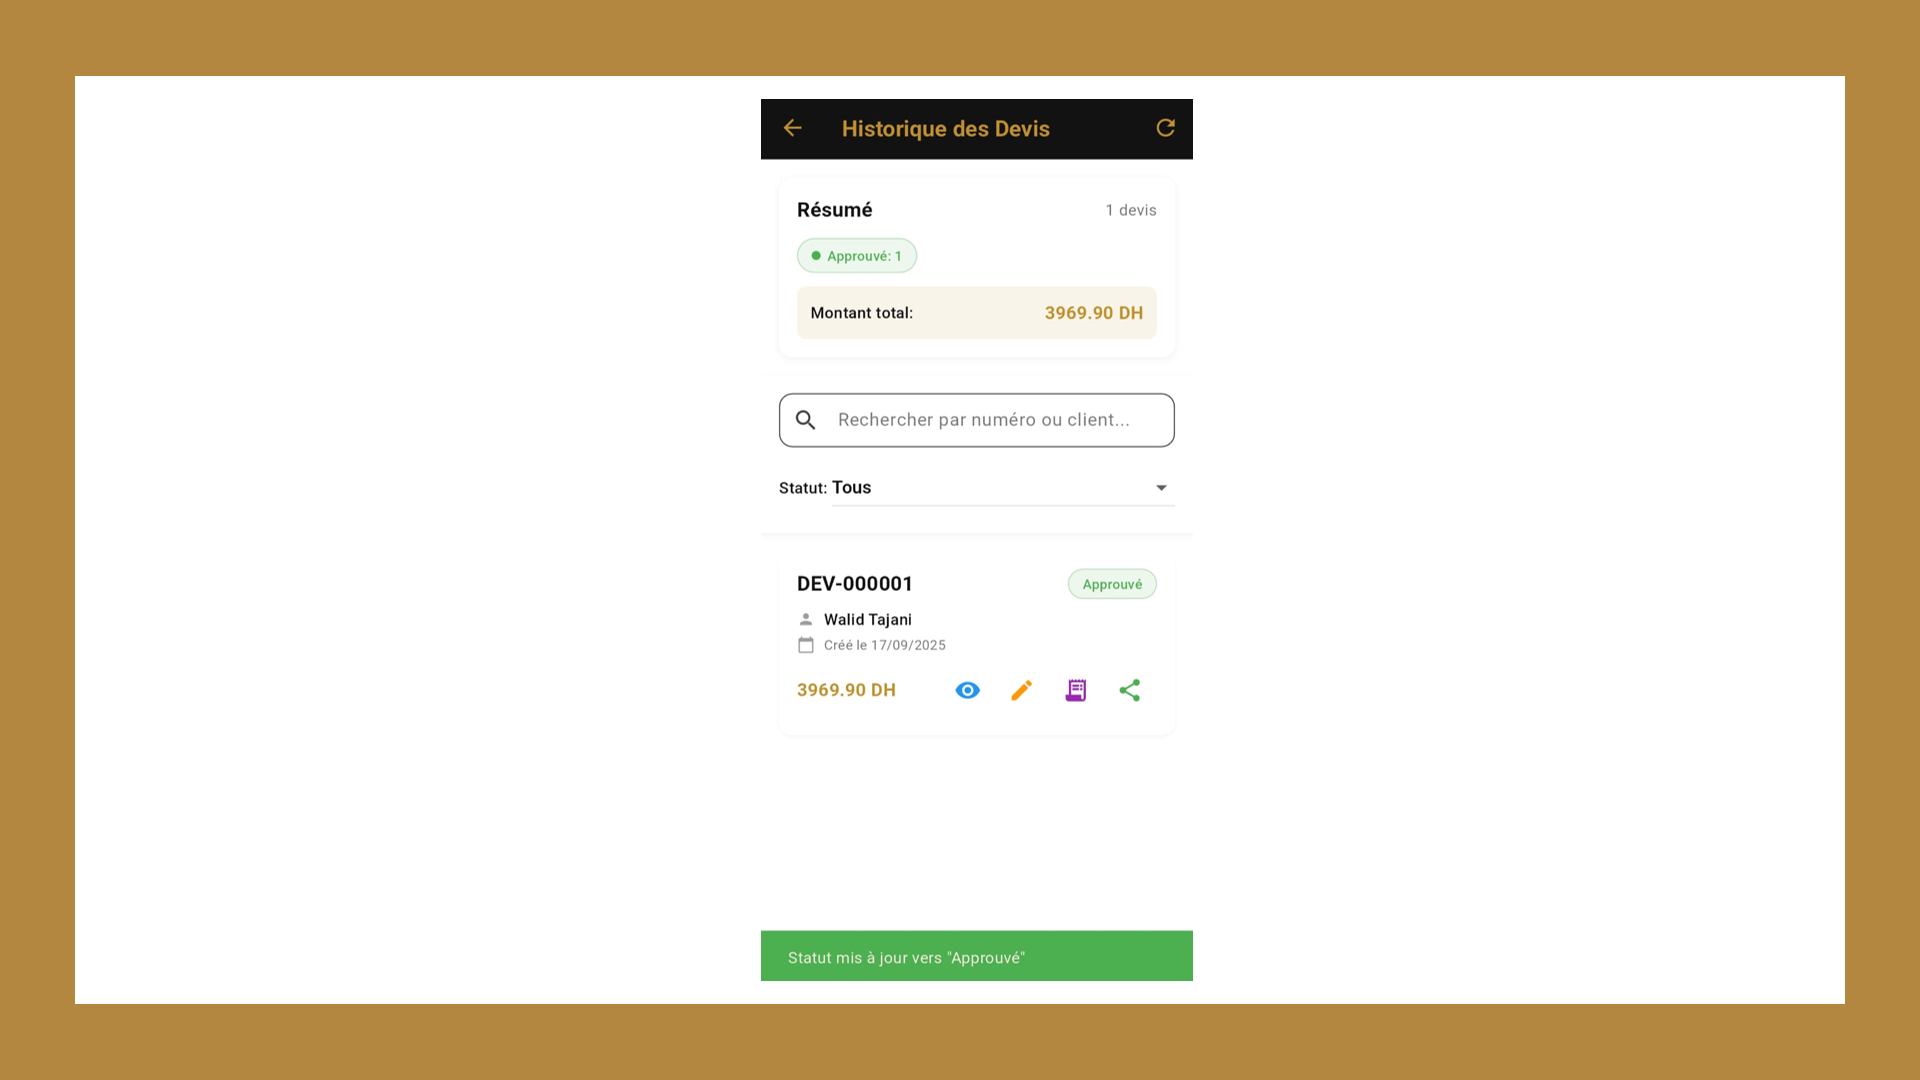 Historique des Devis
Résumé
1 devis
Approuvé: 1
Montant total:
3969.90 DH
Rechercher par numéro ou client...
Statut: Tous
DEV-000001
Approuvé
Walid Tajani
Créé le 17/09/2025
3969.90 DH
Statut mis à jour vers "Approuvé"